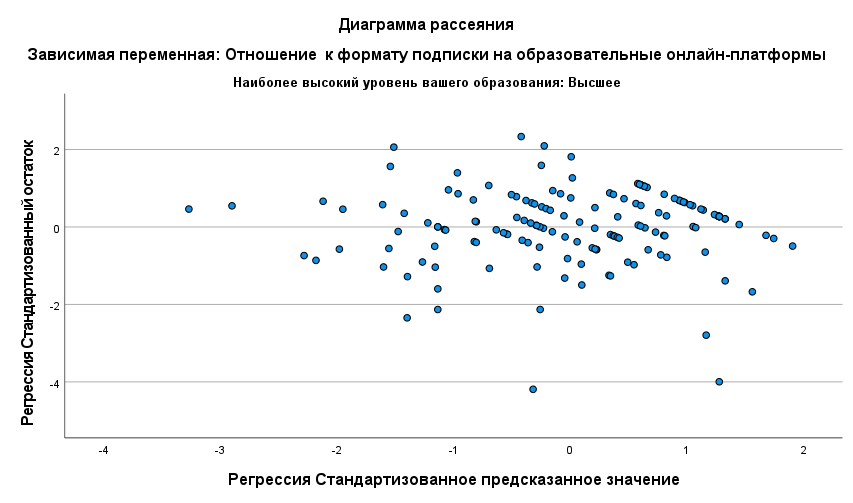 Диаграмма рассеяния
Зависимая переменная: Отношение к формату подписки на образовательные онлайн-платформы
Наиболее высокий уровень вашего образования: Высшее
Регрессия Стандартизованный остаток
2
0
-2
-4
-4 -3 -2 -1 0 1 2
Регрессия Стандартизованное предсказанное значение